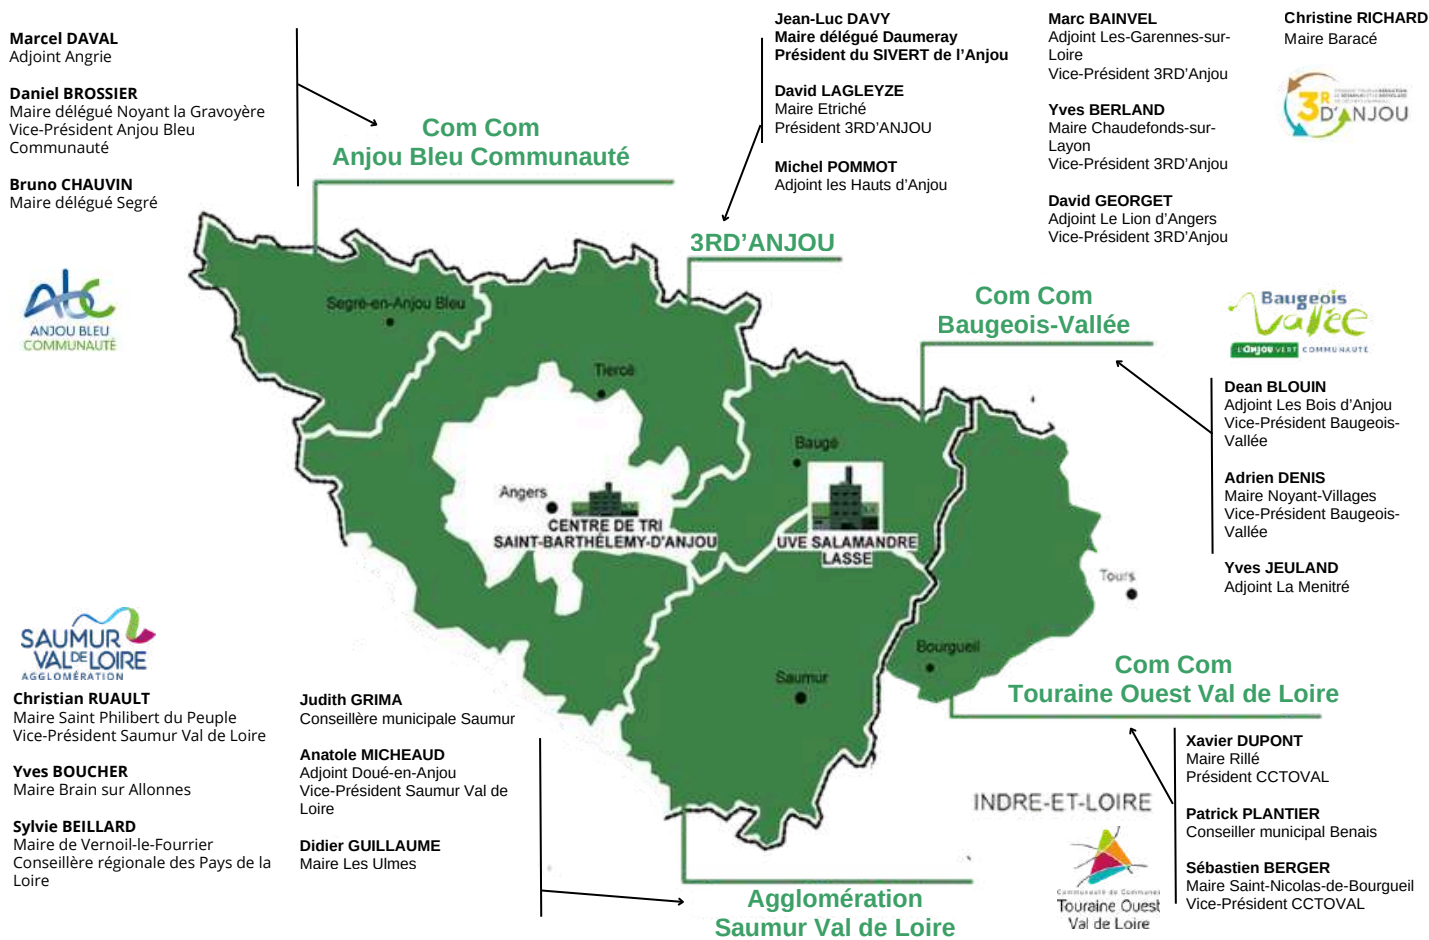 Marcel DAVAL
Adjoint Angrie
Daniel BROSSIER
Maire délégué Noyant la Gravoyère
Vice-Président Anjou Bleu
Communauté
Bruno CHAUVIN
Maire délégué Segré
ANJOU BLEU
COMMUNAUTÉ
Com Com
Anjou Bleu Communauté
Jean-Luc DAVY
Maire délégué Daumeray
Président du SIVERT de l'Anjou
David LAGLEYZE
Maire Etriché
Président 3RD'ANJOU
Michel POMMOT
Adjoint les Hauts d'Anjou
Marc BAINVEL
Adjoint Les-Garennes-sur-
Loire
Vice-Président 3RD'Anjou
Yves BERLAND
Maire Chaudefonds-sur-
Layon
Vice-Président 3RD'Anjou
David GEORGET
Adjoint Le Lion d'Angers
Vice-Président 3RD'Anjou
Christine RICHARD
Maire Baracé
3R
D'ANJOU
3RD'ANJOU
Com Com
Baugeois-Vallée
Baugeois
Vallée
L'ANJOU VERT COMMUNAUTÉ
Dean BLOUIN
Adjoint Les Bois d'Anjou
Vice-Président Baugeois-
Vallée
Adrien DENIS
Maire Noyant-Villages
Vice-Président Baugeois-
Vallée
Yves JEULAND
Adjoint La Menitré
Segré-en-Anjou Bleu
Tiercé
Baugé
Angers
CENTRE DE TRI
SAINT-BARTHÉLEMY-D'ANJOU
UVE SALAMANDRE
LASSE
Tours
Bourgueil
Saumur
SAUMUR
VAL DE LOIRE
AGGLOMÉRATION
Christian RUAULT
Maire Saint Philibert du Peuple
Vice-Président Saumur Val de Loire
Yves BOUCHER
Maire Brain sur Allonnes
Sylvie BEILLARD
Maire de Vernoil-le-Fourrier
Conseillère régionale des Pays de la
Loire
Judith GRIMA
Conseillère municipale Saumur
Anatole MICHEAUD
Adjoint Doué-en-Anjou
Vice-Président Saumur Val de
Loire
Didier GUILLAUME
Maire Les Ulmes
Agglomération
Saumur Val de Loire
Com Com
Touraine Ouest Val de Loire
Xavier DUPONT
Maire Rillé
Président CCTOVAL
Patrick PLANTIER
Conseiller municipal Benais
Sébastien BERGER
Maire Saint-Nicolas-de-Bourgueil
Vice-Président CCTOVAL
INDRE-ET-LOIRE
Communauté de Communes
Touraine Ouest
Val de Loire